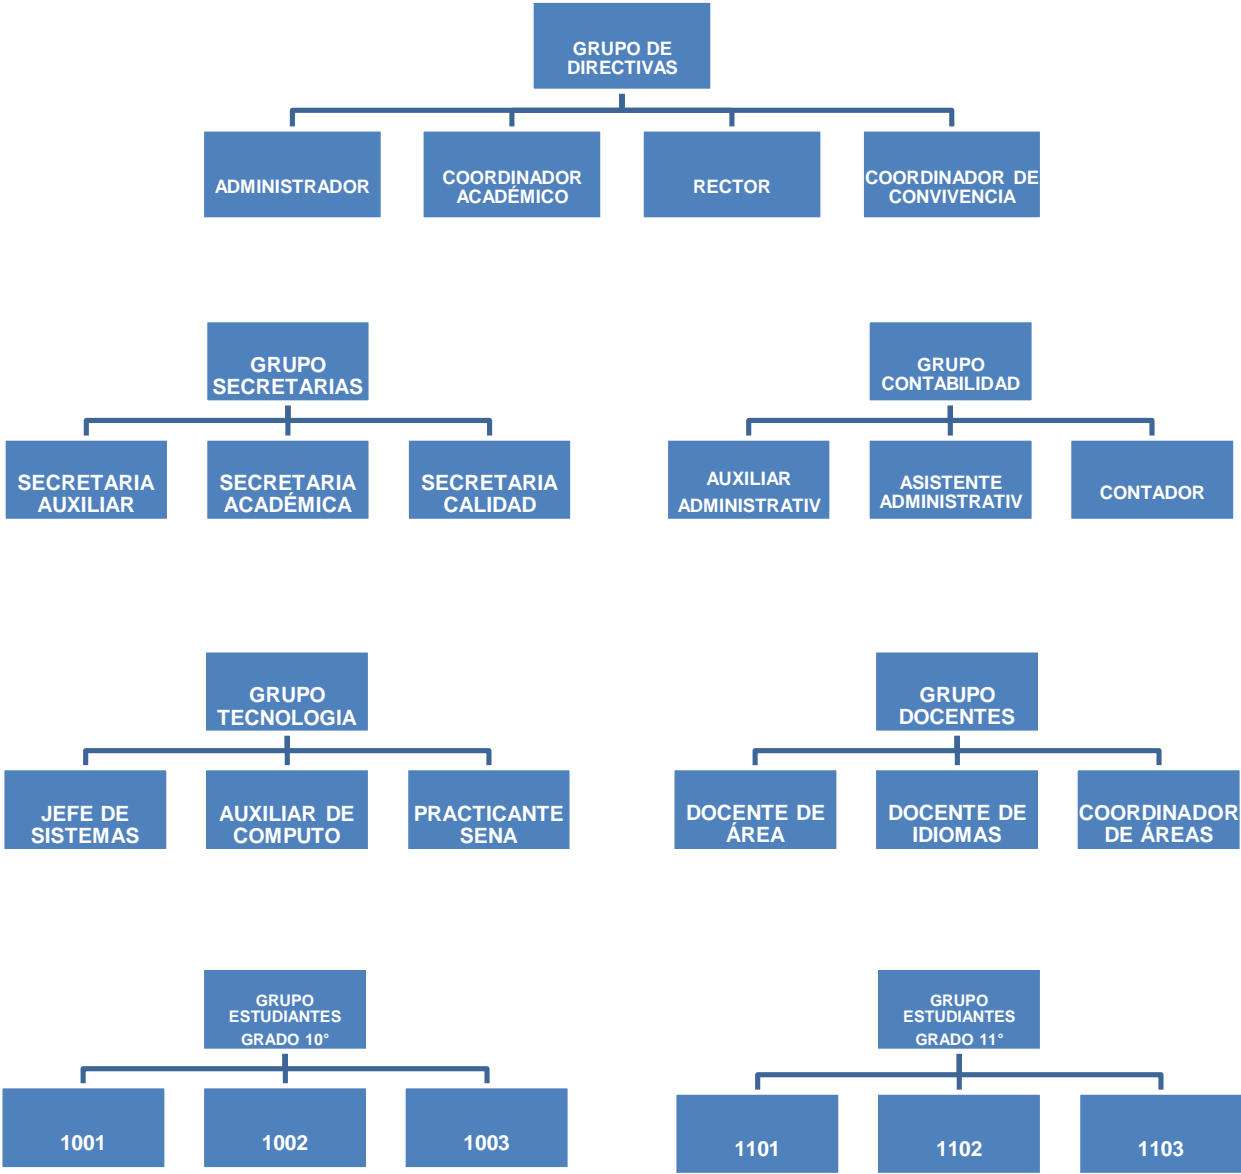 GRUPO DE
DIRECTIVAS
ADMINISTRADOR
COORDINADOR
ACADÉMICO
RECTOR
COORDINADOR DE
CONVIVENCIA
GRUPO
SECRETARIAS
SECRETARIA
AUXILIAR
SECRETARIA
ACADÉMICA
SECRETARIA
CALIDAD
GRUPO
CONTABILIDAD
AUXILIAR
ADMINISTRATIV
ASISTENTE
ADMINISTRATIV
CONTADOR
GRUPO
TECNOLOGIA
JEFE DE
SISTEMAS
AUXILIAR DE
COMPUTO
PRACTICANTE
SENA
GRUPO
DOCENTES
DOCENTE DE
ÁREA
DOCENTE DE
IDIOMAS
COORDINADOR
DE ÁREAS
GRUPO
ESTUDIANTES
GRADO 10°
1001
1002
1003
GRUPO
ESTUDIANTES
GRADO 11°
1101
1102
1103